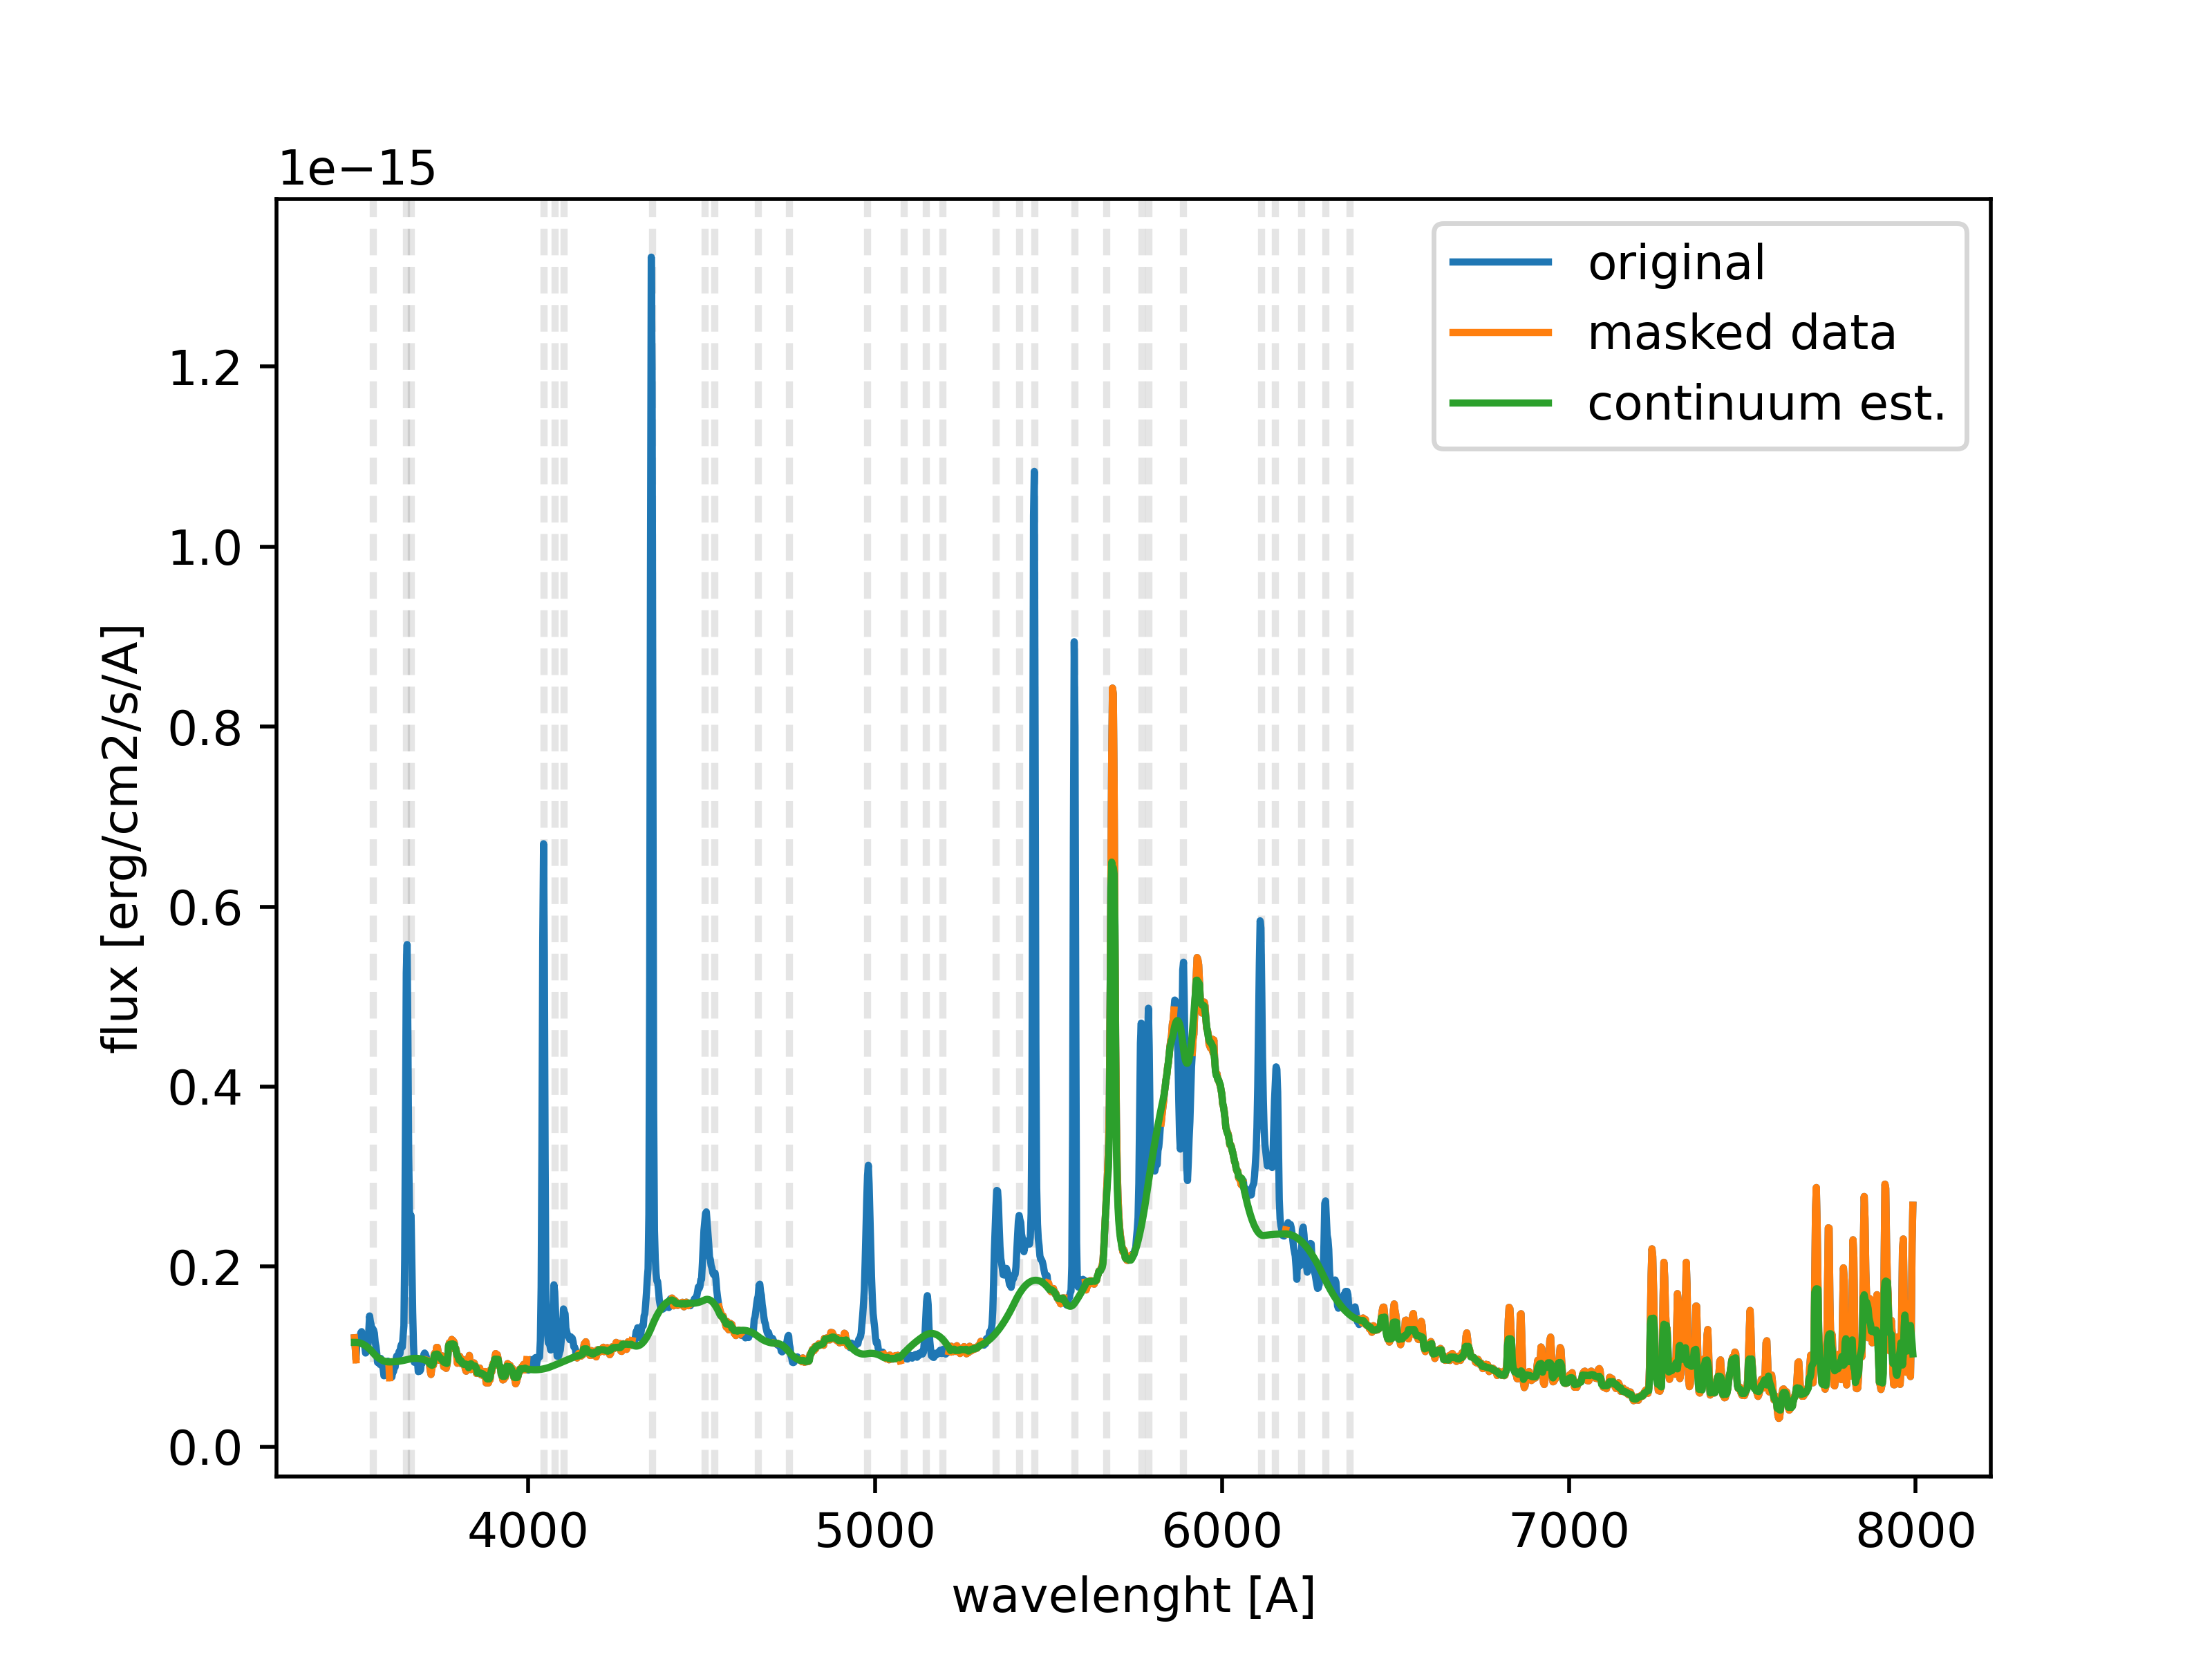 1e−15
original
masked data
continuum est.
1.2
1.0
0.8
0.6
0.4
0.2
0.0
flux [erg/cm2/s/A]
4000 5000 6000 7000 8000
wavelenght [A]